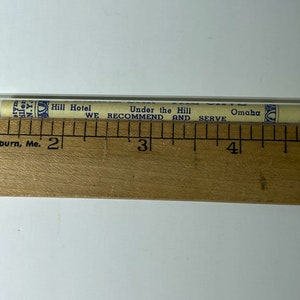 Hill Hotel Under the Hill Omaha
WE RECOMMEND AND SERVE
burn, Me. 2 3 4